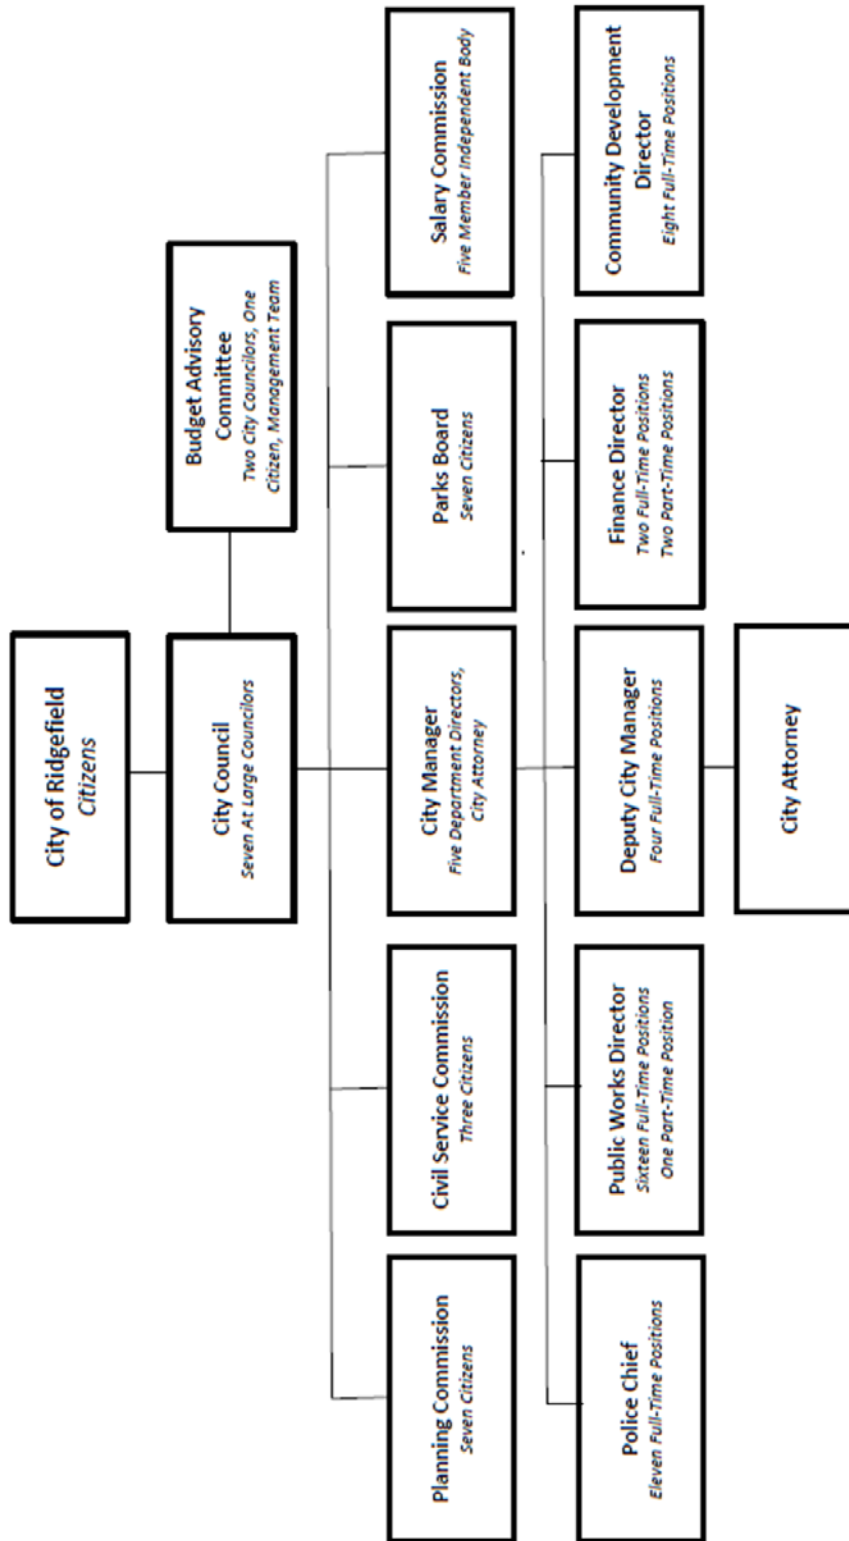 City of Ridgefield
Citizens
City Council
Seven At Large Councilors
Budget Advisory
Committee
Two City Councilors, One
Citizen, Management Team
Planning Commission
Seven Citizens
Civil Service Commission
Three Citizens
City Manager
Five Department Directors,
City Attorney
Parks Board
Seven Citizens
Salary Commission
Five Member Independent Body
Police Chief
Eleven Full-Time Positions
Public Works Director
Sixteen Full-Time Positions
One Part-Time Position
Deputy City Manager
Four Full-Time Positions
Finance Director
Two Full-Time Positions
Two Part-Time Positions
Community Development
Director
Eight Full-Time Positions
City Attorney